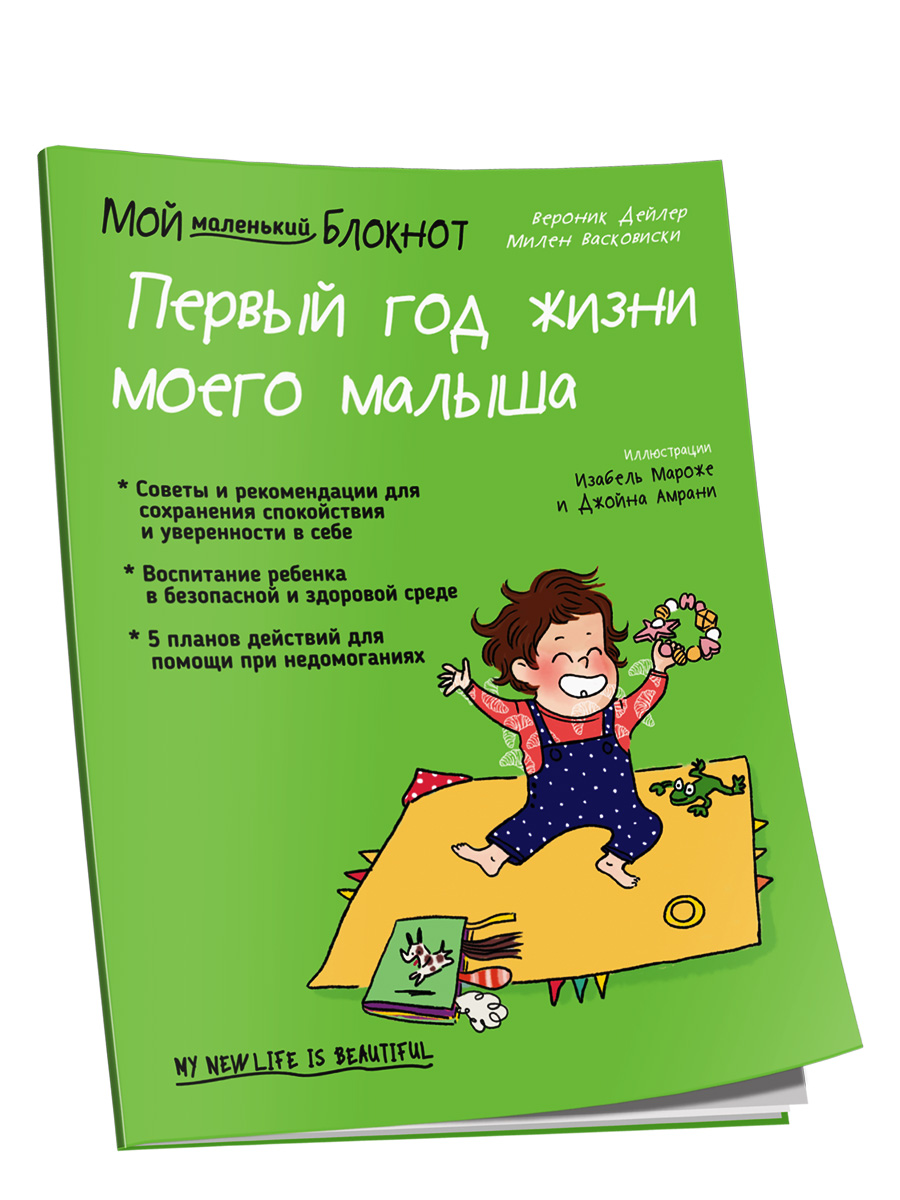 Мой маленький Блокнот
Вероник Дейлер
Милен Васковиски
Первый год жизни
моего малыша
Иллюстрации
Изабель Мароже
и Джойна Амрани
* Советы и рекомендации для
сохранения спокойствия
и уверенности в себе
* Воспитание ребенка
в безопасной и здоровой среде
* 5 планов действий для
помощи при недомоганиях
MY NEW LIFE IS BEAUTIFUL